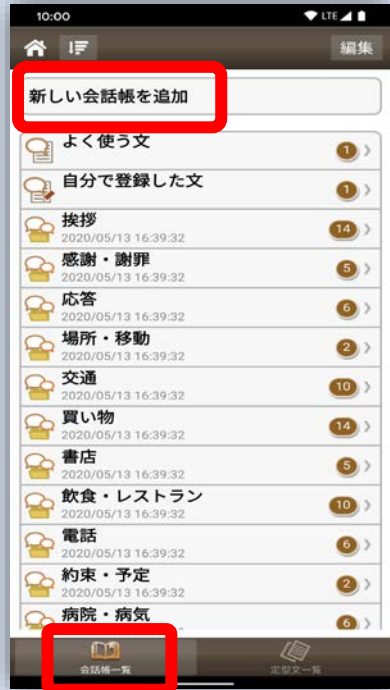 10:00
LTE
編集
新しい会話帳を追加
よく使う文
1
自分で登録した文
1
挨拶
14
2020/05/13 16:39:32
感謝・謝罪
5
2020/05/13 16:39:32
応答
6
2020/05/13 16:39:32
場所・移動
2
2020/05/13 16:39:32
交通
10
2020/05/13 16:39:32
買い物
14
2020/05/13 16:39:32
書店
5
2020/05/13 16:39:32
飲食・レストラン
10
2020/05/13 16:39:32
電話
6
2020/05/13 16:39:32
約束・予定
2
2020/05/13 16:39:32
病院・病気
6
会話帳一覧
定型文一覧